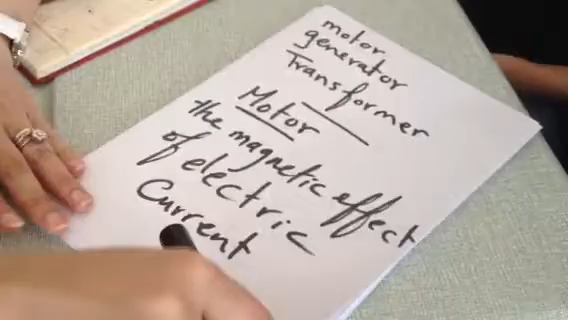 motor
generator
Transformer
Motor
the magnetic effect
of electric
Current